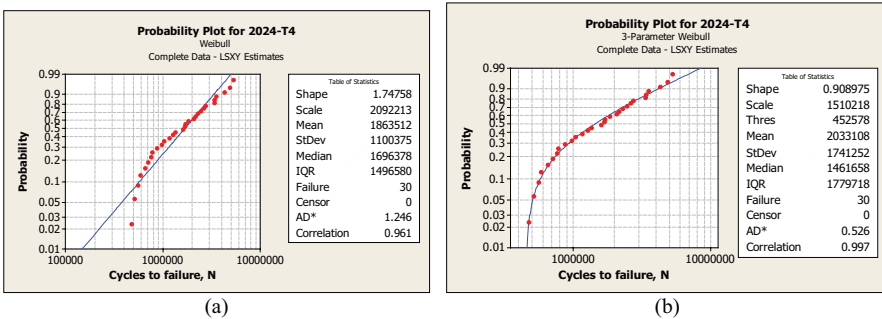 Probability Plot for 2024-T4
Weibull
Complete Data - LSXY Estimates
Probability
0.99
0.9
0.8
0.7
0.6
0.5
0.4
0.3
0.2
0.1
0.05
0.03
0.02
0.01
100000
1000000
10000000
Cycles to failure, N
Table of Statistics
Shape 1.74758
Scale 2092213
Mean 1863512
StDev 1100375
Median 1696378
IQR 1496580
Failure 30
Censor 0
AD* 1.246
Correlation 0.961
(a)
Probability Plot for 2024-T4
3-Parameter Weibull
Complete Data - LSXY Estimates
Probability
0.99
0.9
0.8
0.7
0.6
0.5
0.4
0.3
0.2
0.1
0.05
0.03
0.02
0.01
1000000
10000000
Cycles to failure, N
Table of Statistics
Shape 0.908975
Scale 1510218
Thres 452578
Mean 2033108
StDev 1741252
Median 1461658
IQR 1779718
Failure 30
Censor 0
AD* 0.526
Correlation 0.997
(b)